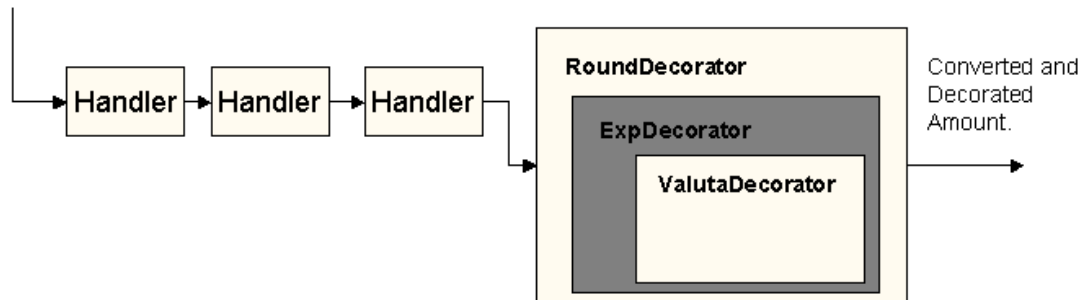 Handler
Handler
Handler
RoundDecorator
ExpDecorator
ValutaDecorator
Converted and
Decorated
Amount.